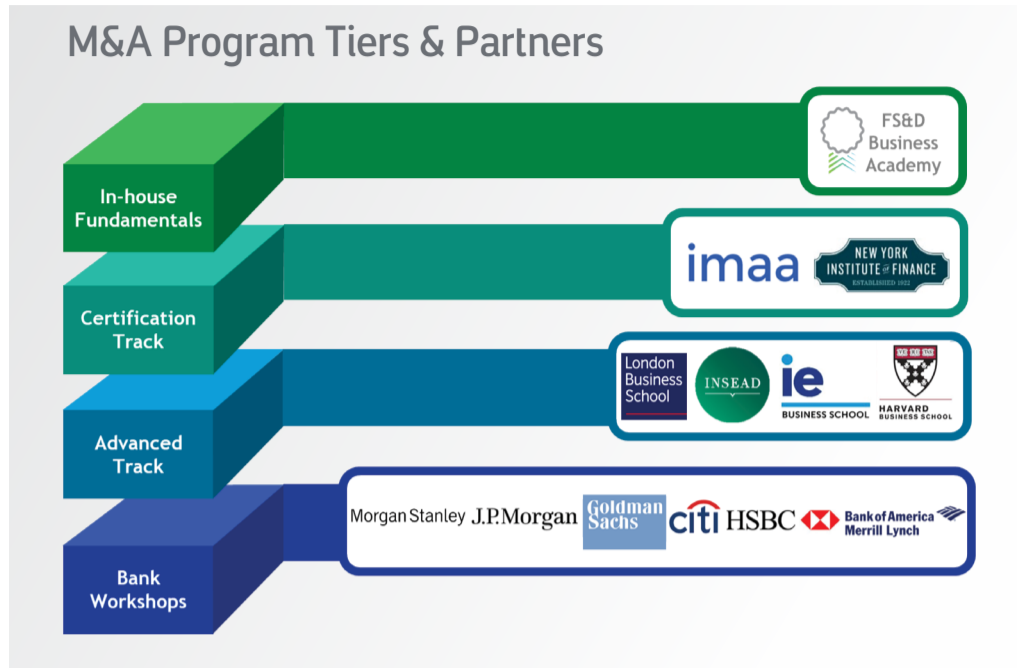 M&A Program Tiers & Partners
In-house
Fundamentals
FS&D
Business
Academy
Certification
Track
imaa
NEW YORK
INSTITUTE OF FINANCE
ESTABLISHED 1922
Advanced
Track
London
Business
School
INSEAD
ie
BUSINESS SCHOOL
HARVARD
BUSINESS SCHOOL
Bank
Workshops
Morgan Stanley
J.P.Morgan
Goldman
Sachs
citi
HSBC
Bank of America
Merrill Lynch